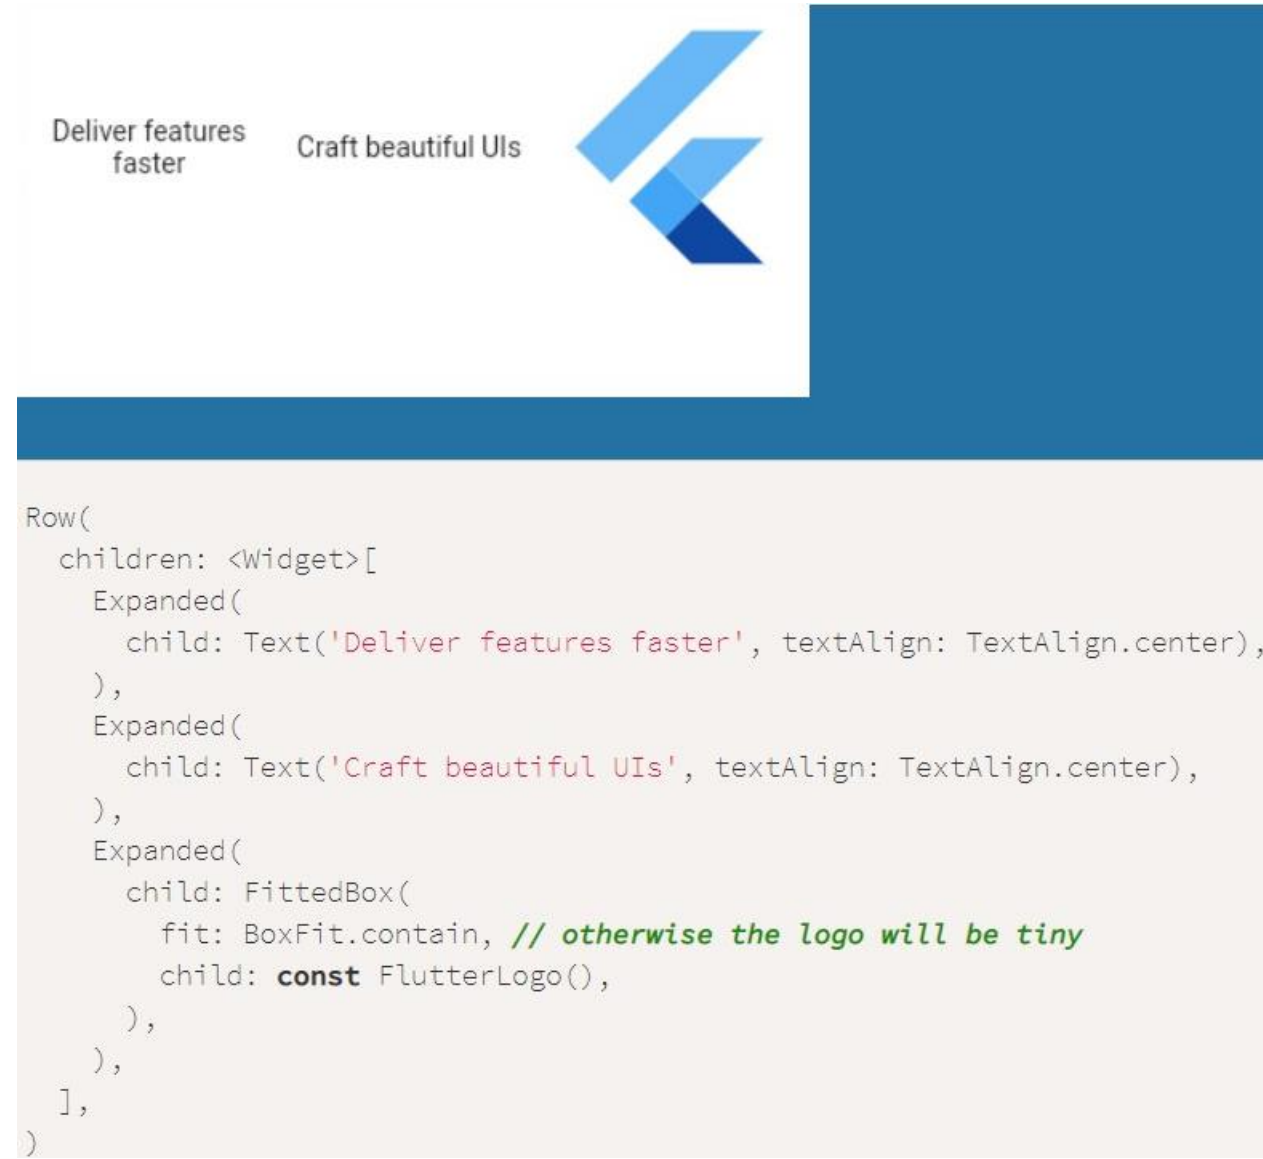 Deliver features
faster
Craft beautiful UIs
Row(
  children: <Widget>[
    Expanded(
      child: Text('Deliver features faster', textAlign: TextAlign.center),
    ),
    Expanded(
      child: Text('Craft beautiful UIs', textAlign: TextAlign.center),
    ),
    Expanded(
      child: FittedBox(
        fit: BoxFit.contain, // otherwise the logo will be tiny
        child: const FlutterLogo(),
      ),
    ),
  ],
)